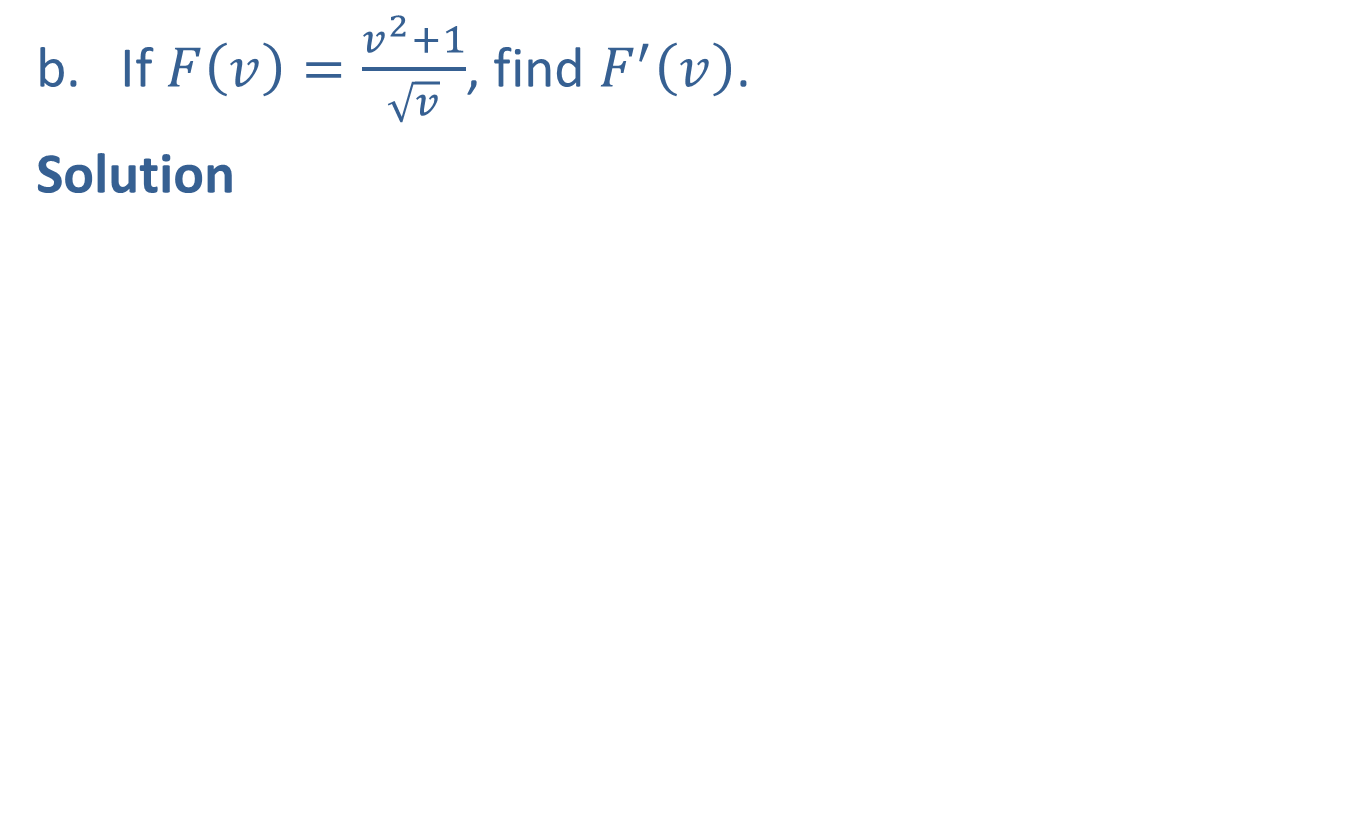 b. If 𝐹(𝑣) = 𝑣²+1/√𝑣, find 𝐹′(𝑣).
Solution